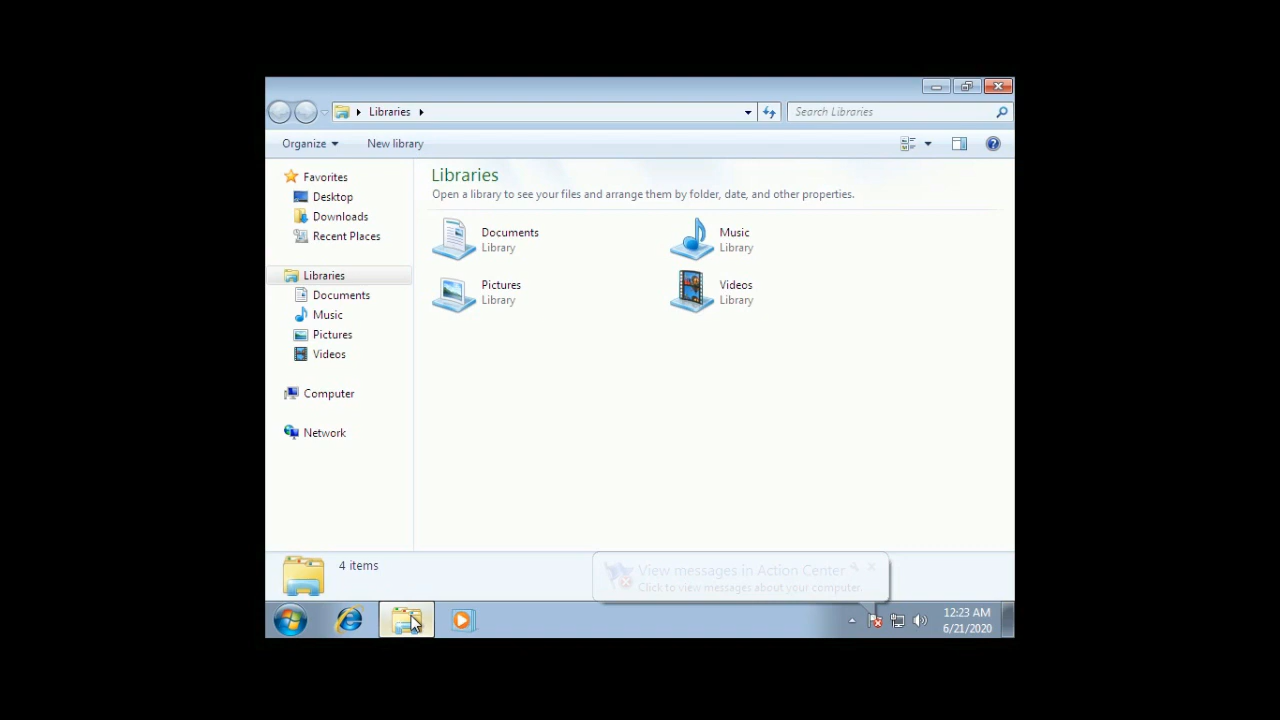 Libraries
Search Libraries
Organize
New library
Favorites
Desktop
Downloads
Recent Places
Libraries
Documents
Music
Pictures
Videos
Computer
Network
Libraries
Open a library to see your files and arrange them by folder, date, and other properties.
Documents
Library
Music
Library
Pictures
Library
Videos
Library
4 items
View messages in Action Center
Click to view messages about your computer.
12:23 AM
6/21/2020